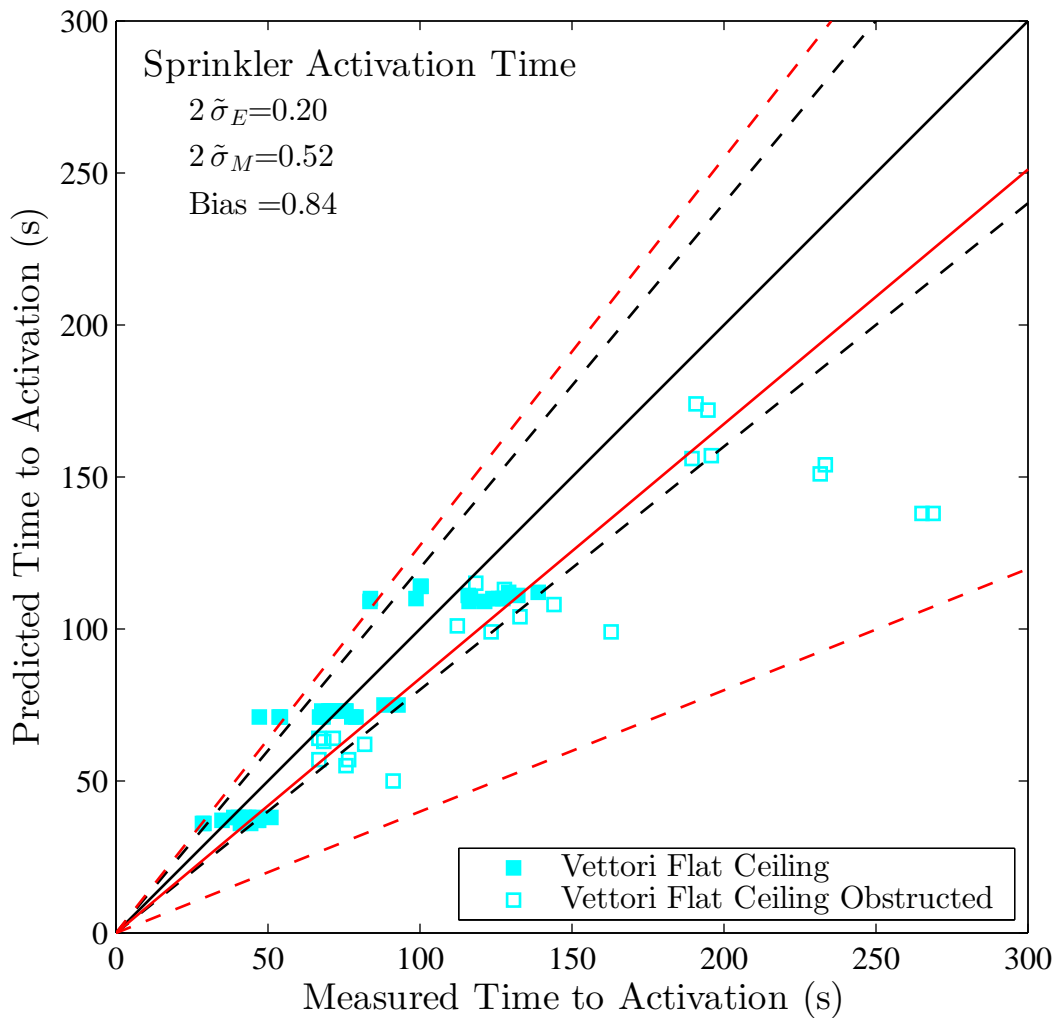 Sprinkler Activation Time
2 σ̃_E=0.20
2 σ̃_M=0.52
Bias =0.84
Predicted Time to Activation (s)
300
250
200
150
100
50
0
Vettori Flat Ceiling
Vettori Flat Ceiling Obstructed
0 50 100 150 200 250 300
Measured Time to Activation (s)